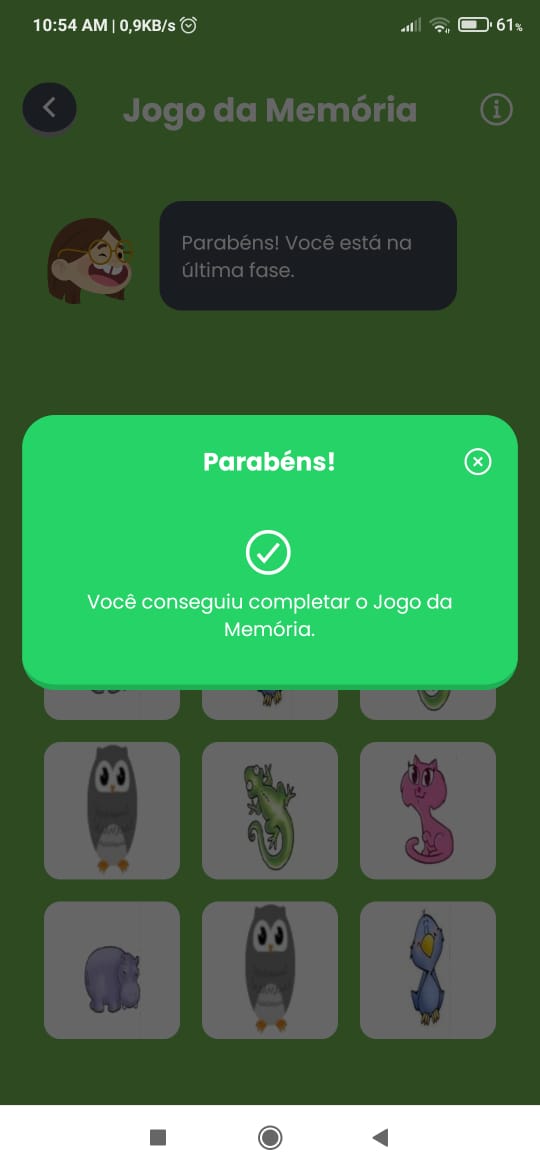 10:54 AM | 0,9KB/s
61%
Jogo da Memória
Parabéns! Você está na
última fase.
Parabéns!
Você conseguiu completar o Jogo da
Memória.